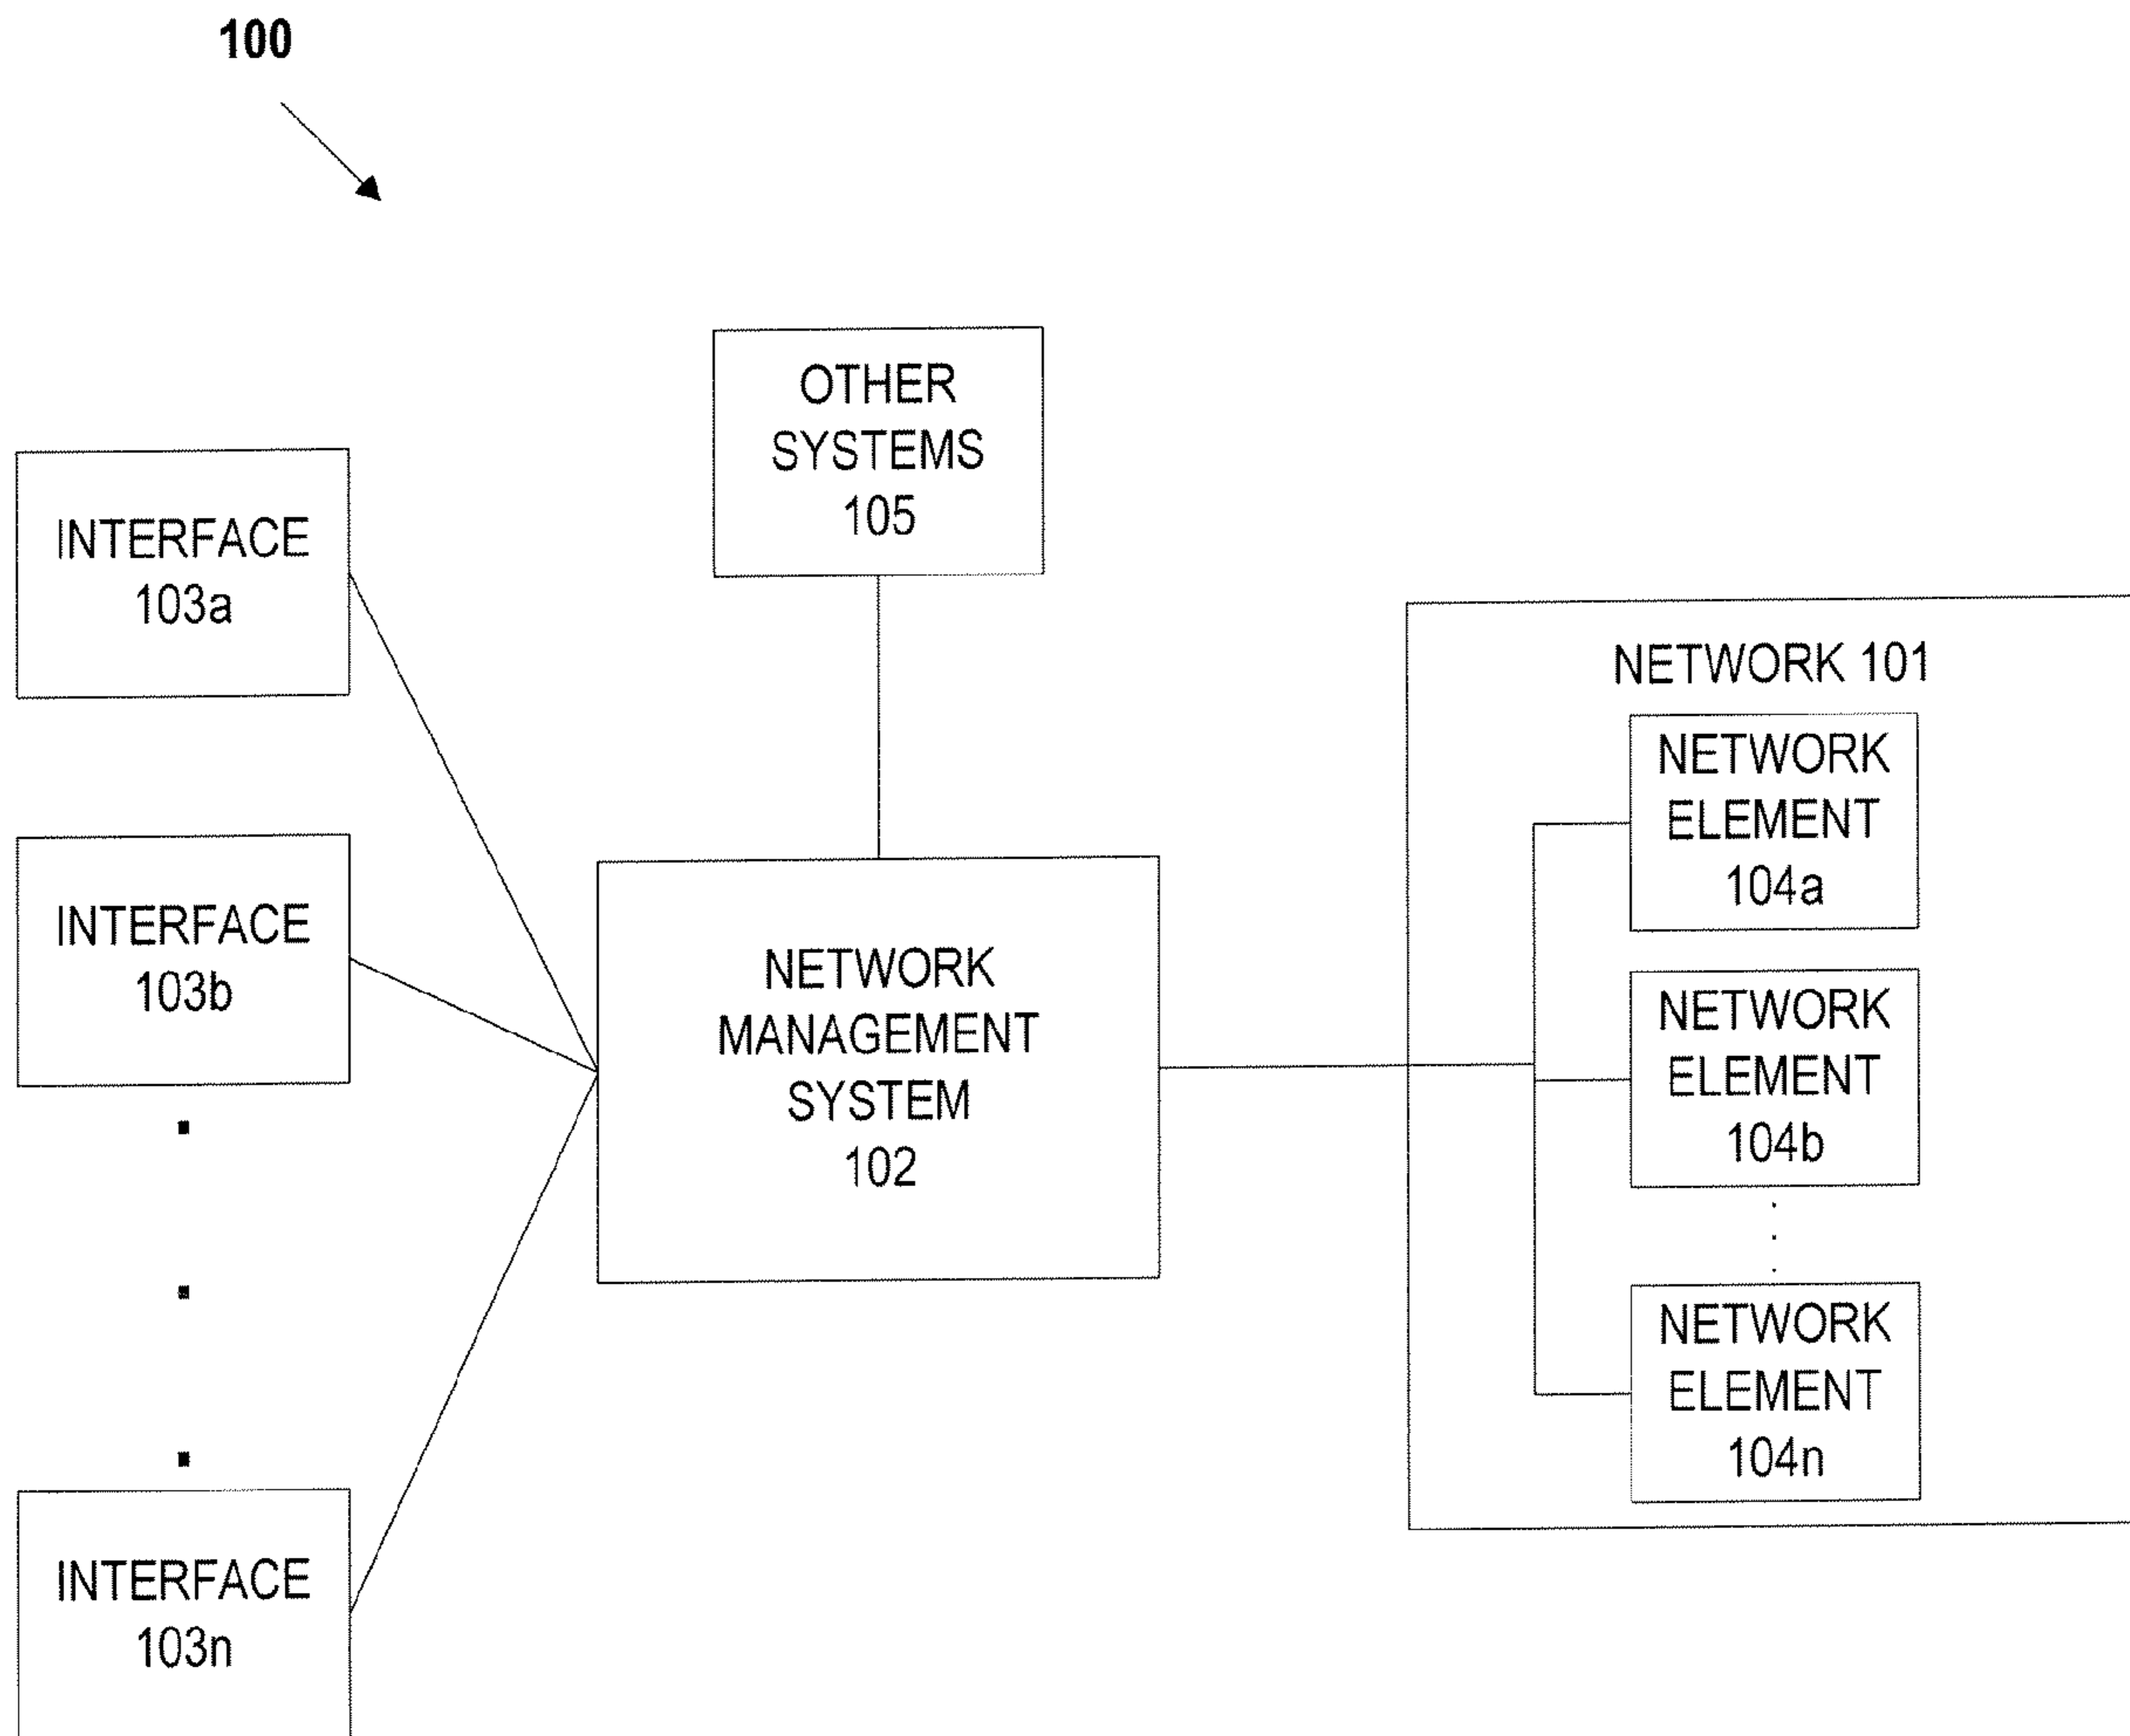 100
OTHER
SYSTEMS
105
INTERFACE
103a
INTERFACE
103b
INTERFACE
103n
NETWORK
MANAGEMENT
SYSTEM
102
NETWORK 101
NETWORK
ELEMENT
104a
NETWORK
ELEMENT
104b
NETWORK
ELEMENT
104n